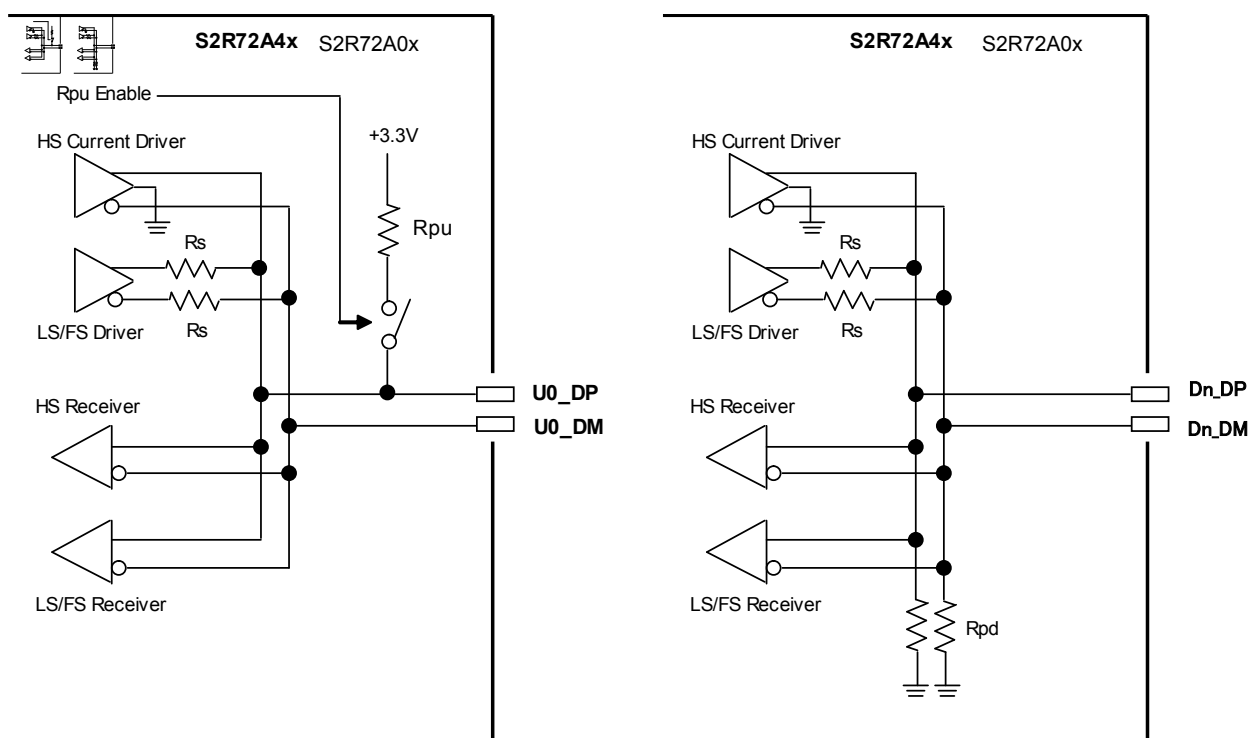 S2R72A4x S2R72A0x
Rpu Enable
HS Current Driver
+3.3V
Rpu
Rs
Rs
LS/FS Driver
U0_DP
HS Receiver
U0_DM
LS/FS Receiver
S2R72A4x S2R72A0x
HS Current Driver
Rs
Rs
LS/FS Driver
Dn_DP
HS Receiver
Dn_DM
LS/FS Receiver
Rpd